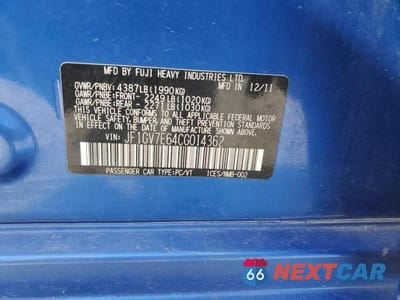 MFD. BY FUJI HEAVY INDUSTRIES LTD.
GVWR/PNBV: 4387LB(1990KG) 12/11
GAWR/PNBE: FRONT- 2249LB(1020KG)
GAWR/PNBE: REAR - 2271LB(1030KG)
THIS VEHICLE CONFORMS TO ALL APPLICABLE
FEDERAL MOTOR VEHICLE
SAFETY, BUMPER, AND THEFT PREVENTION STANDARDS
IN EFFECT ON THE DATE OF MANUFACTURE
SHOWN ABOVE.
VIN: JF1GV7E64CG014362
PASSENGER CAR TYPE:PC/VT ICES/NMB-002
66 NEXTCAR